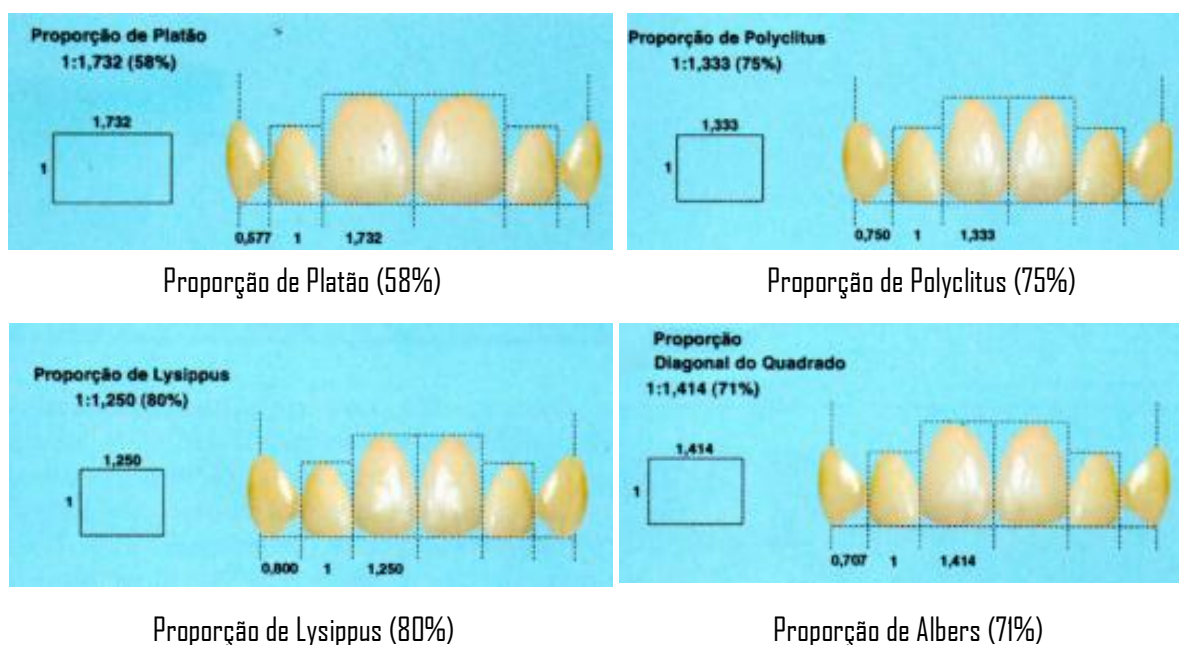 Proporção de Platão
1:1,732 (58%)
1,732
1
0,577 1 1,732
Proporção de Platão (58%)
Proporção de Polyclitus
1:1,333 (75%)
1,333
1
0,750 1 1,333
Proporção de Polyclitus (75%)
Proporção de Lysippus
1:1,250 (80%)
1,250
1
0,800 1 1,250
Proporção de Lysippus (80%)
Proporção
Diagonal do Quadrado
1:1,414 (71%)
1,414
1
0,707 1 1,414
Proporção de Albers (71%)